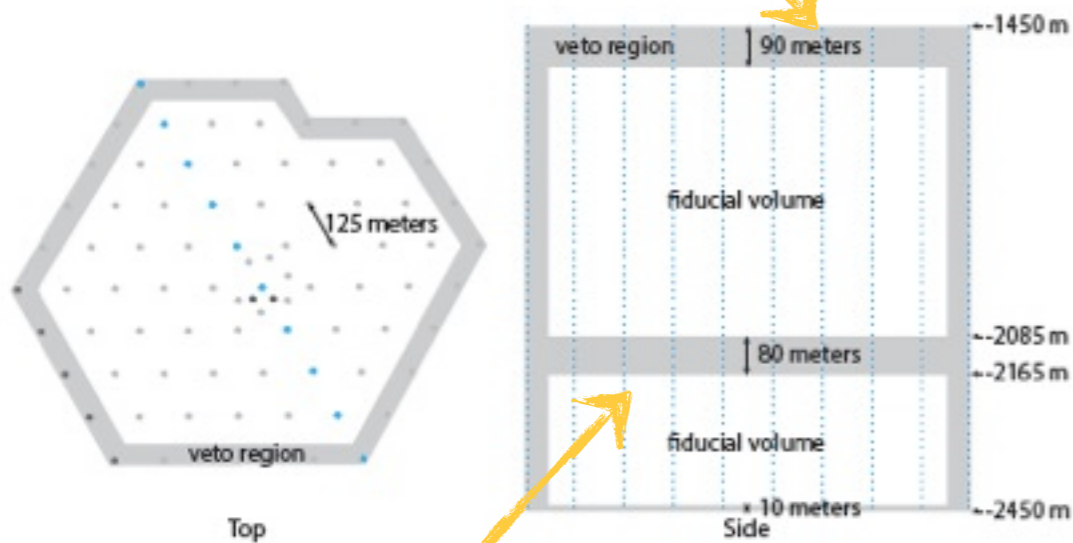 125 meters
veto region
Top
veto region
90 meters
-1450 m
fiducial volume
-2085 m
80 meters
-2165 m
fiducial volume
10 meters
-2450 m
Side